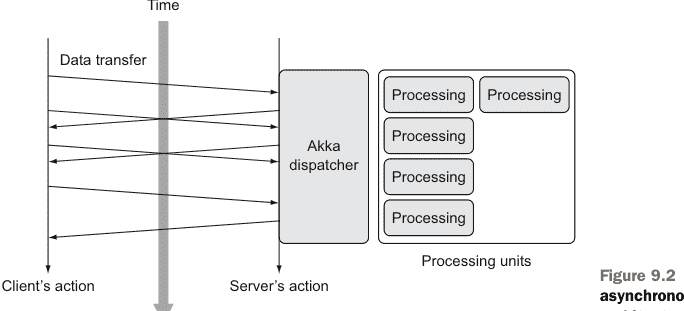 Time
Data transfer
Akka
dispatcher
Processing
Processing
Processing
Processing
Processing
Processing units
Client's action
Server's action
Figure 9.2